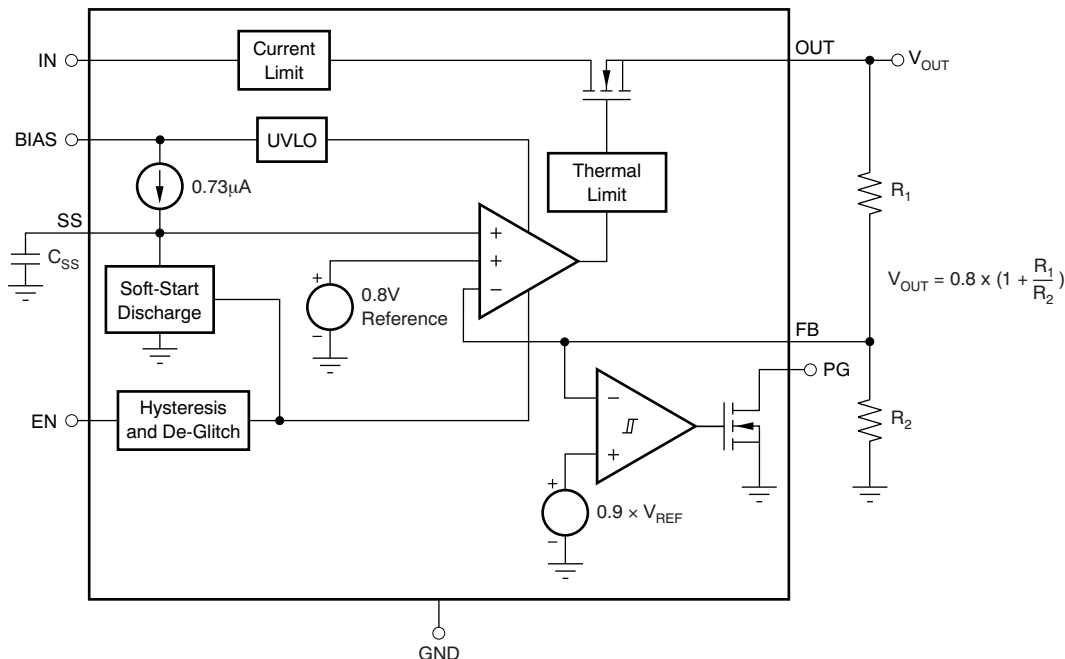 IN
Current
Limit
OUT
V_OUT
BIAS
UVLO
Thermal
Limit
0.73μA
R_1
SS
C_SS
+
+
−
+
−
0.8V
Reference
Soft-Start
Discharge
V_OUT = 0.8 x (1 + R_1/R_2)
FB
PG
EN
Hysteresis
and De-Glitch
−
+
R_2
+
−
0.9 × V_REF
GND